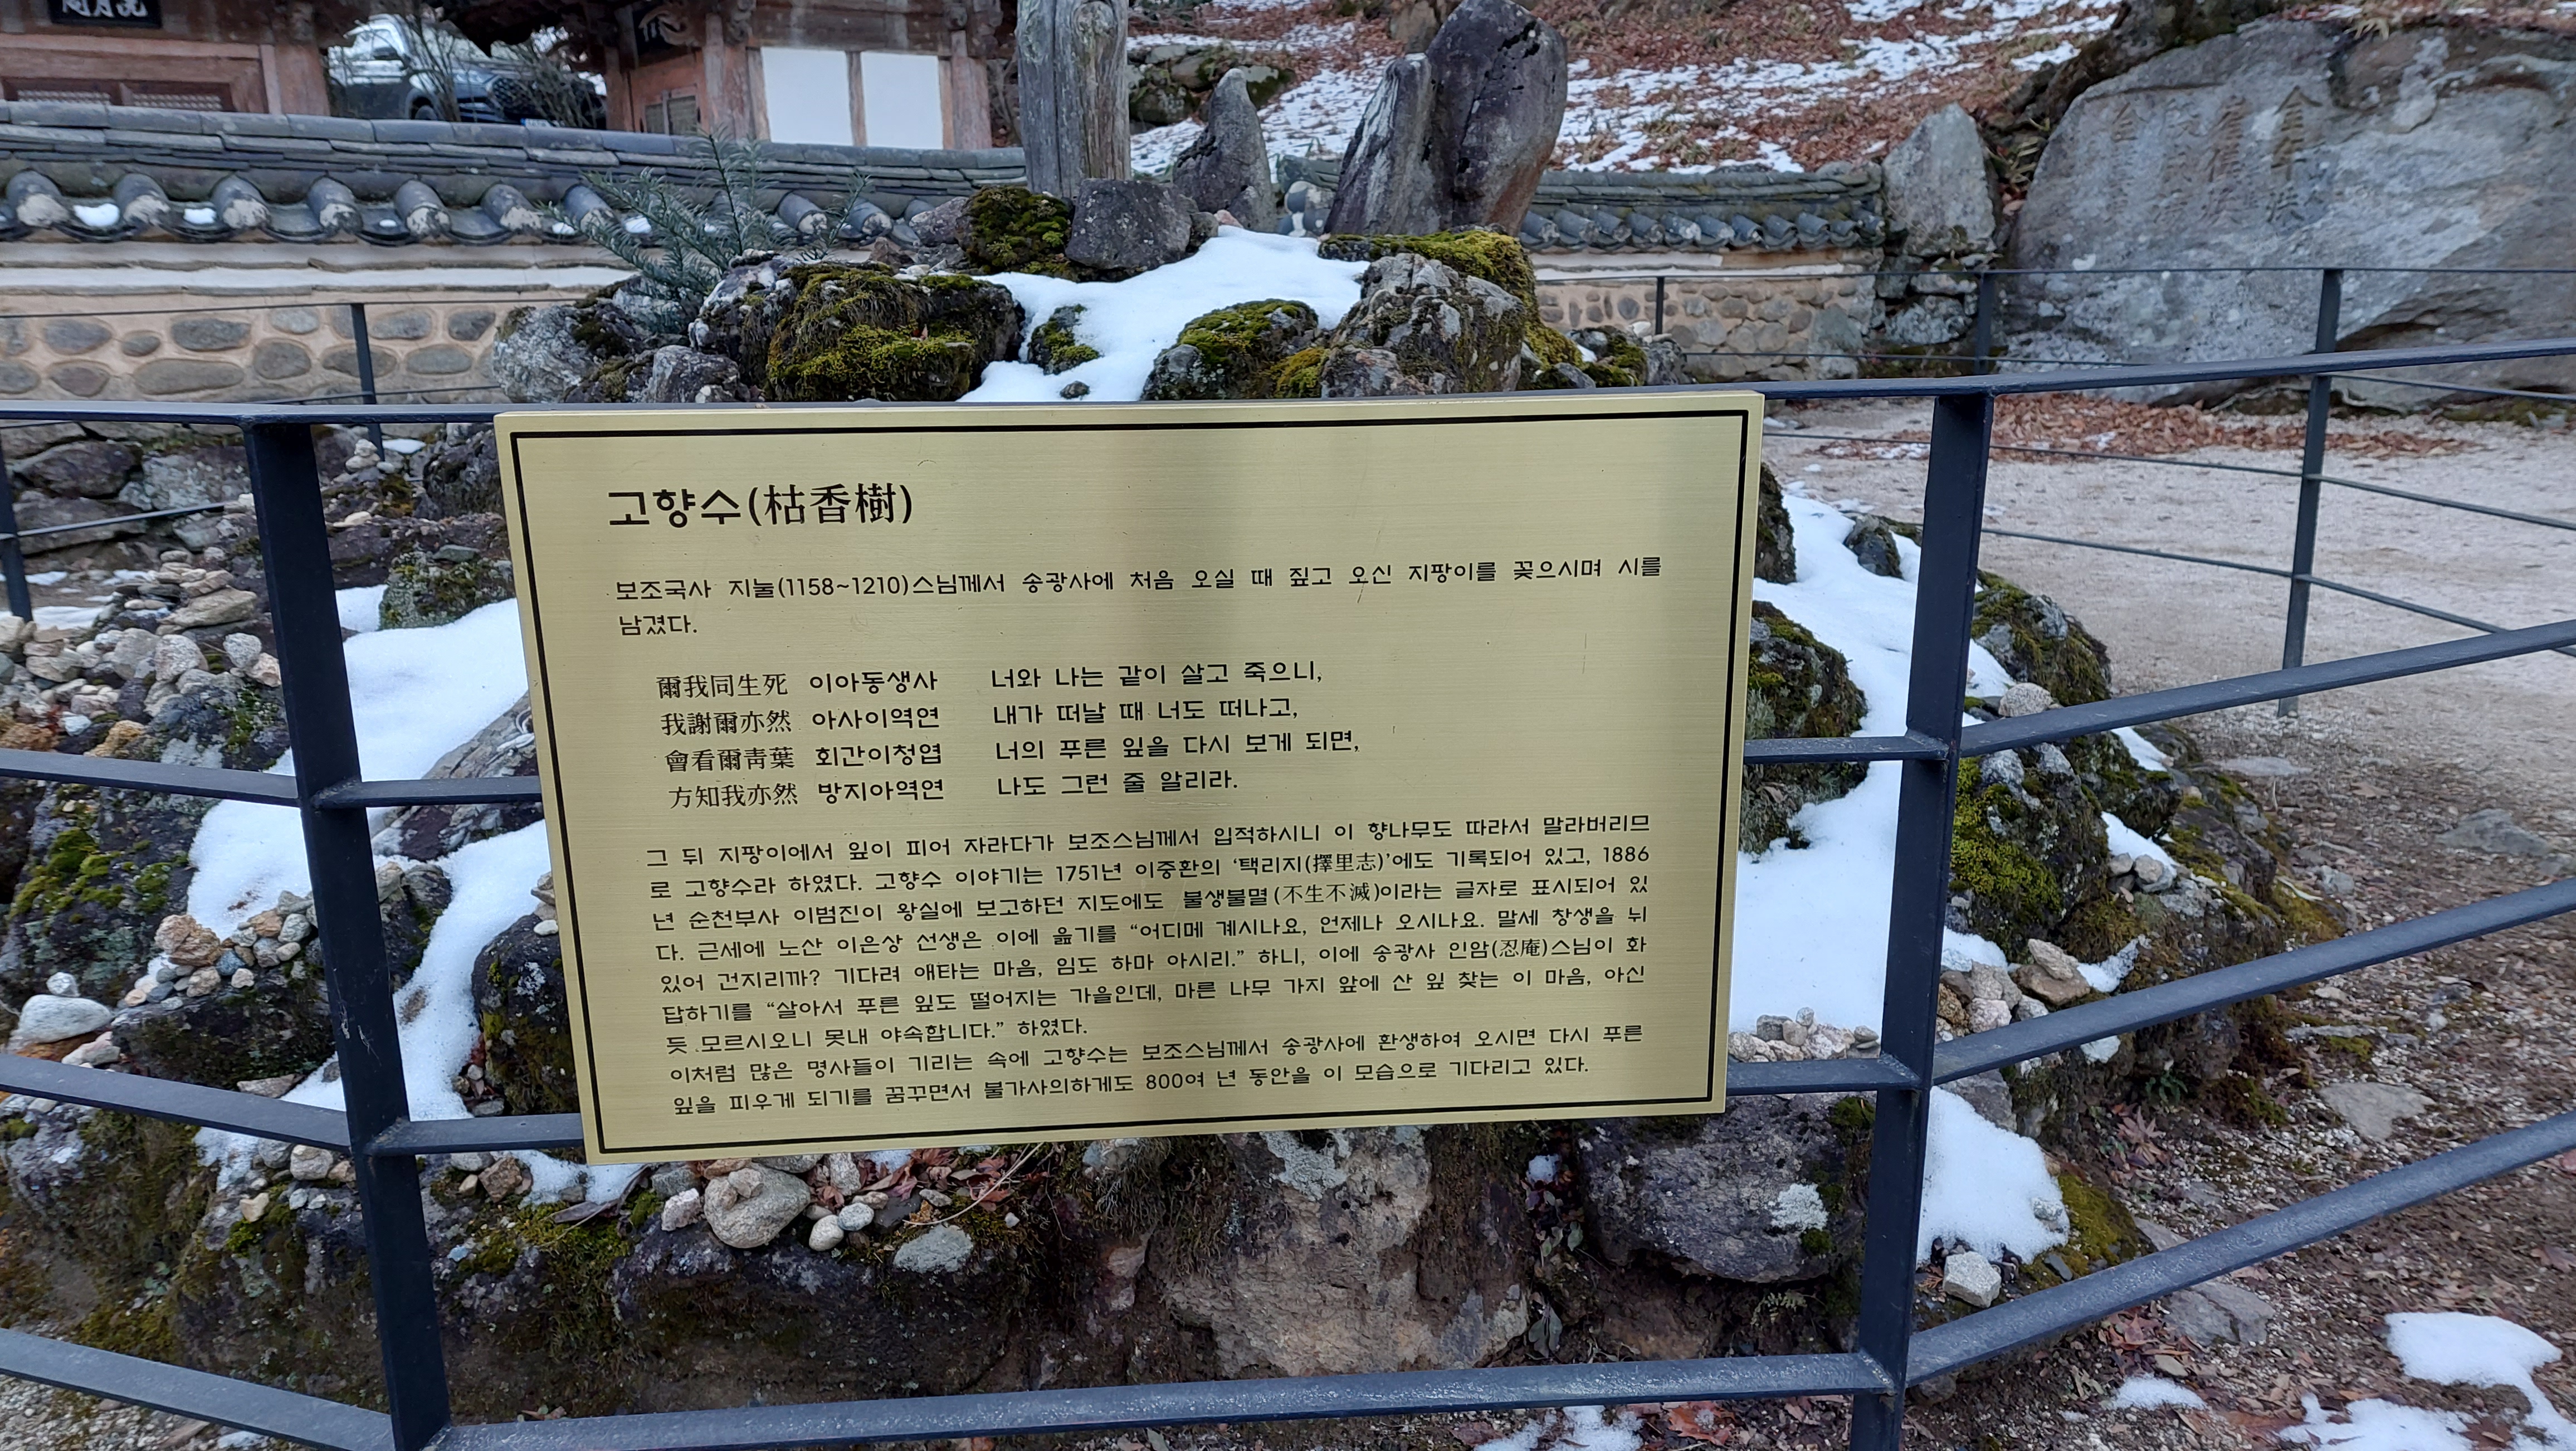 고향수(枯香樹)
보조국사 지눌(1158~1210)스님께서 송광사에 처음 오실 때 짚고 오신 지팡이를 꽂으시며 시를
남겼다.
爾我同生死 이아동생사 너와 나는 같이 살고 죽으니,
我謝爾亦然 아사이역연 내가 떠날 때 너도 떠나고,
會看爾靑葉 회간이청엽 너의 푸른 잎을 다시 보게 되면,
方知我亦然 방지아역연 나도 그런 줄 알리라.
그 뒤 지팡이에서 잎이 피어 자라다가 보조스님께서 입적하시니 이 향나무도 따라서 말라버리므
로 고향수라 하였다. 고향수 이야기는 1751년 이중환의 ‘택리지(擇里志)’에도 기록되어 있고, 1886
년 순천부사 이범진이 왕실에 보고하던 지도에도 불생불멸(不生不滅)이라는 글자로 표시되어 있
다. 근세에 노산 이은상 선생은 이에 읊기를 “어디메 계시나요, 언제나 오시나요. 말세 창생을 뉘
있어 건지리까? 기다려 애타는 마음, 임도 하마 아시리.” 하니, 이에 송광사 인암(忍庵)스님이 화
답하기를 “살아서 푸른 잎도 떨어지는 가을인데, 마른 나무 가지 앞에 산 잎 찾는 이 마음, 아신
듯 모르시오니 못내 야속합니다.” 하였다.
이처럼 많은 명사들이 기리는 속에 고향수는 보조스님께서 송광사에 환생하여 오시면 다시 푸른
잎을 피우게 되기를 꿈꾸면서 불가사의하게도 800여 년 동안을 이 모습으로 기다리고 있다.